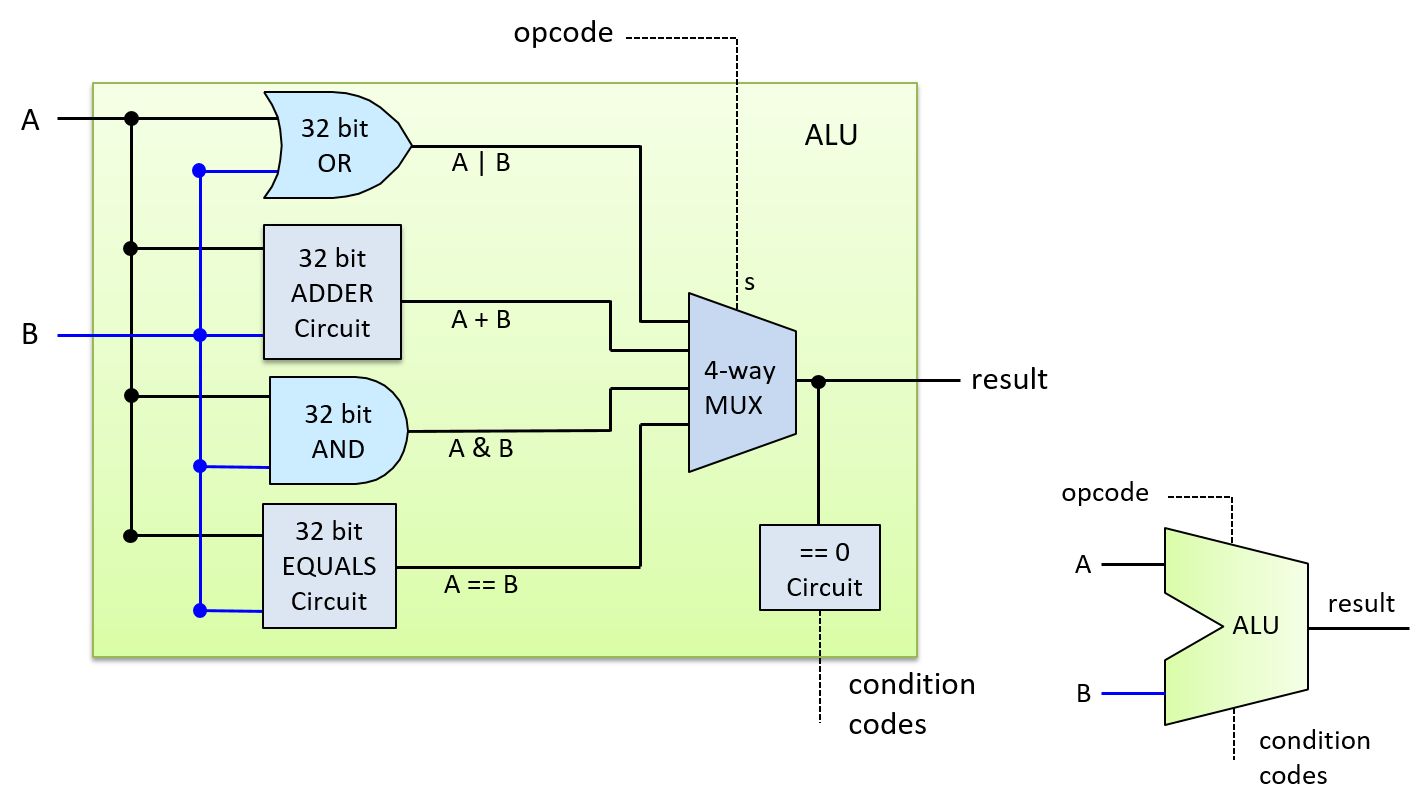 opcode
A
32 bit
OR
A | B
ALU
32 bit
ADDER
Circuit
A + B
s
B
4-way
MUX
result
32 bit
AND
A & B
32 bit
EQUALS
Circuit
A == B
== 0
Circuit
condition
codes
opcode
A
ALU
result
B
condition
codes